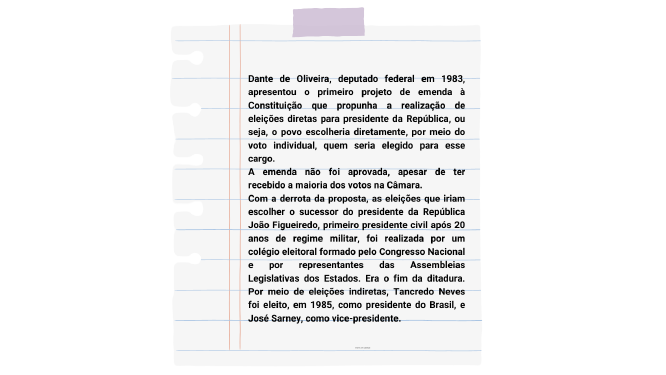 Dante de Oliveira, deputado federal em 1983,
apresentou o primeiro projeto de emenda à
Constituição que propunha a realização de
eleições diretas para presidente da República, ou
seja, o povo escolheria diretamente, por meio do
voto individual, quem seria elegido para esse
cargo.
A emenda não foi aprovada, apesar de ter
recebido a maioria dos votos na Câmara.
Com a derrota da proposta, as eleições que iriam
escolher o sucessor do presidente da República
João Figueiredo, primeiro presidente civil após 20
anos de regime militar, foi realizada por um
colégio eleitoral formado pelo Congresso Nacional
e por representantes das Assembleias
Legislativas dos Estados. Era o fim da ditadura.
Por meio de eleições indiretas, Tancredo Neves
foi eleito, em 1985, como presidente do Brasil, e
José Sarney, como vice-presidente.